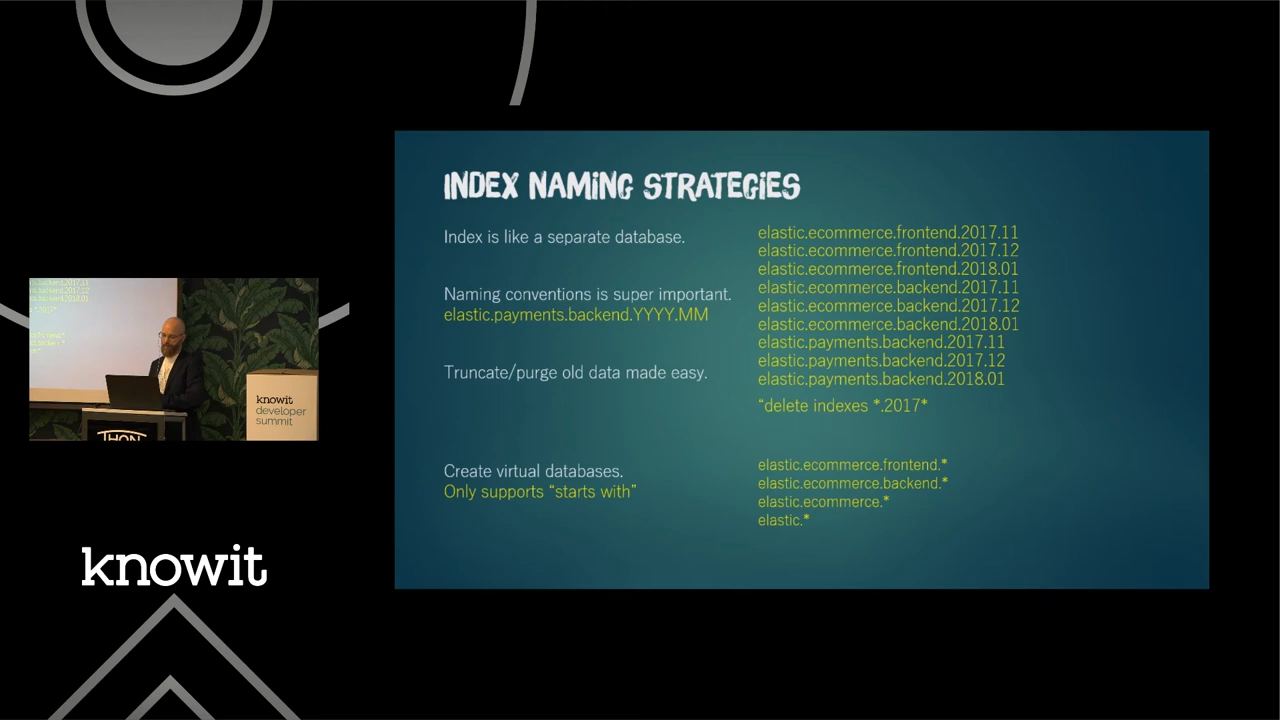 INDEX NAMING STRATEGIES
Index is like a separate database.
Naming conventions is super important.
elastic.payments.backend.YYYY.MM
Truncate/purge old data made easy.
Create virtual databases.
Only supports “starts with”
elastic.ecommerce.frontend.2017.11
elastic.ecommerce.frontend.2017.12
elastic.ecommerce.frontend.2018.01
elastic.ecommerce.backend.2017.11
elastic.ecommerce.backend.2017.12
elastic.ecommerce.backend.2018.01
elastic.payments.backend.2017.11
elastic.payments.backend.2017.12
elastic.payments.backend.2018.01
“delete indexes *.2017*
elastic.ecommerce.frontend.*
elastic.ecommerce.backend.*
elastic.ecommerce.*
elastic.*
knowit
developer
summit
THON
knowit